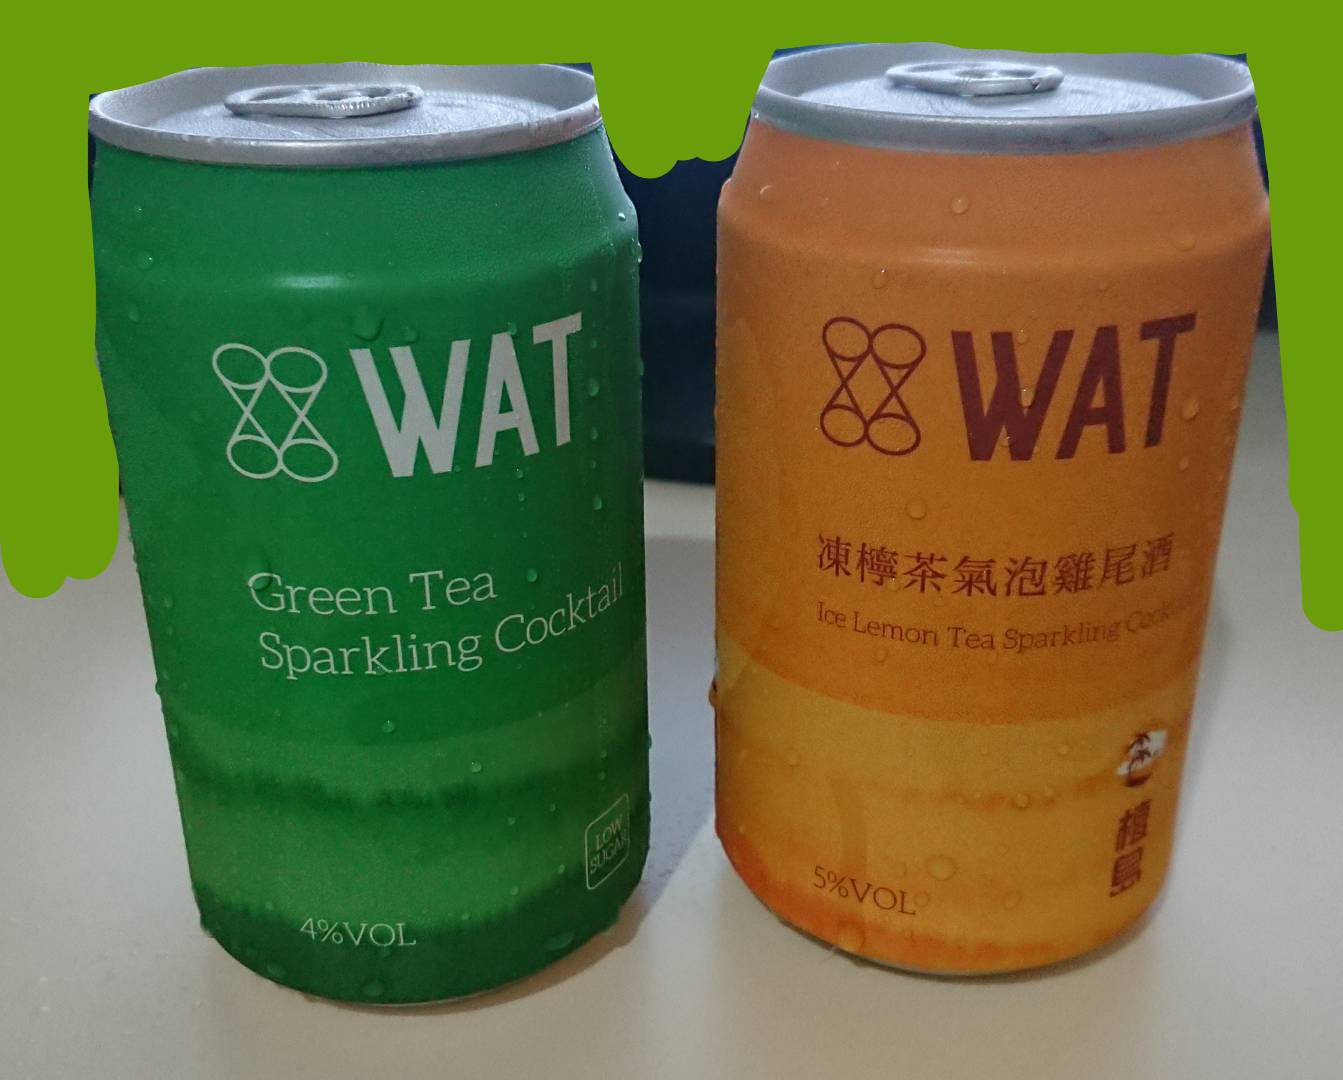 WAT
Green Tea
Sparkling Cocktail
LOW
SUGAR
4%VOL
WAT
凍檸茶氣泡雞尾酒
Ice Lemon Tea Sparkling Cocktail
檀島
5%VOL